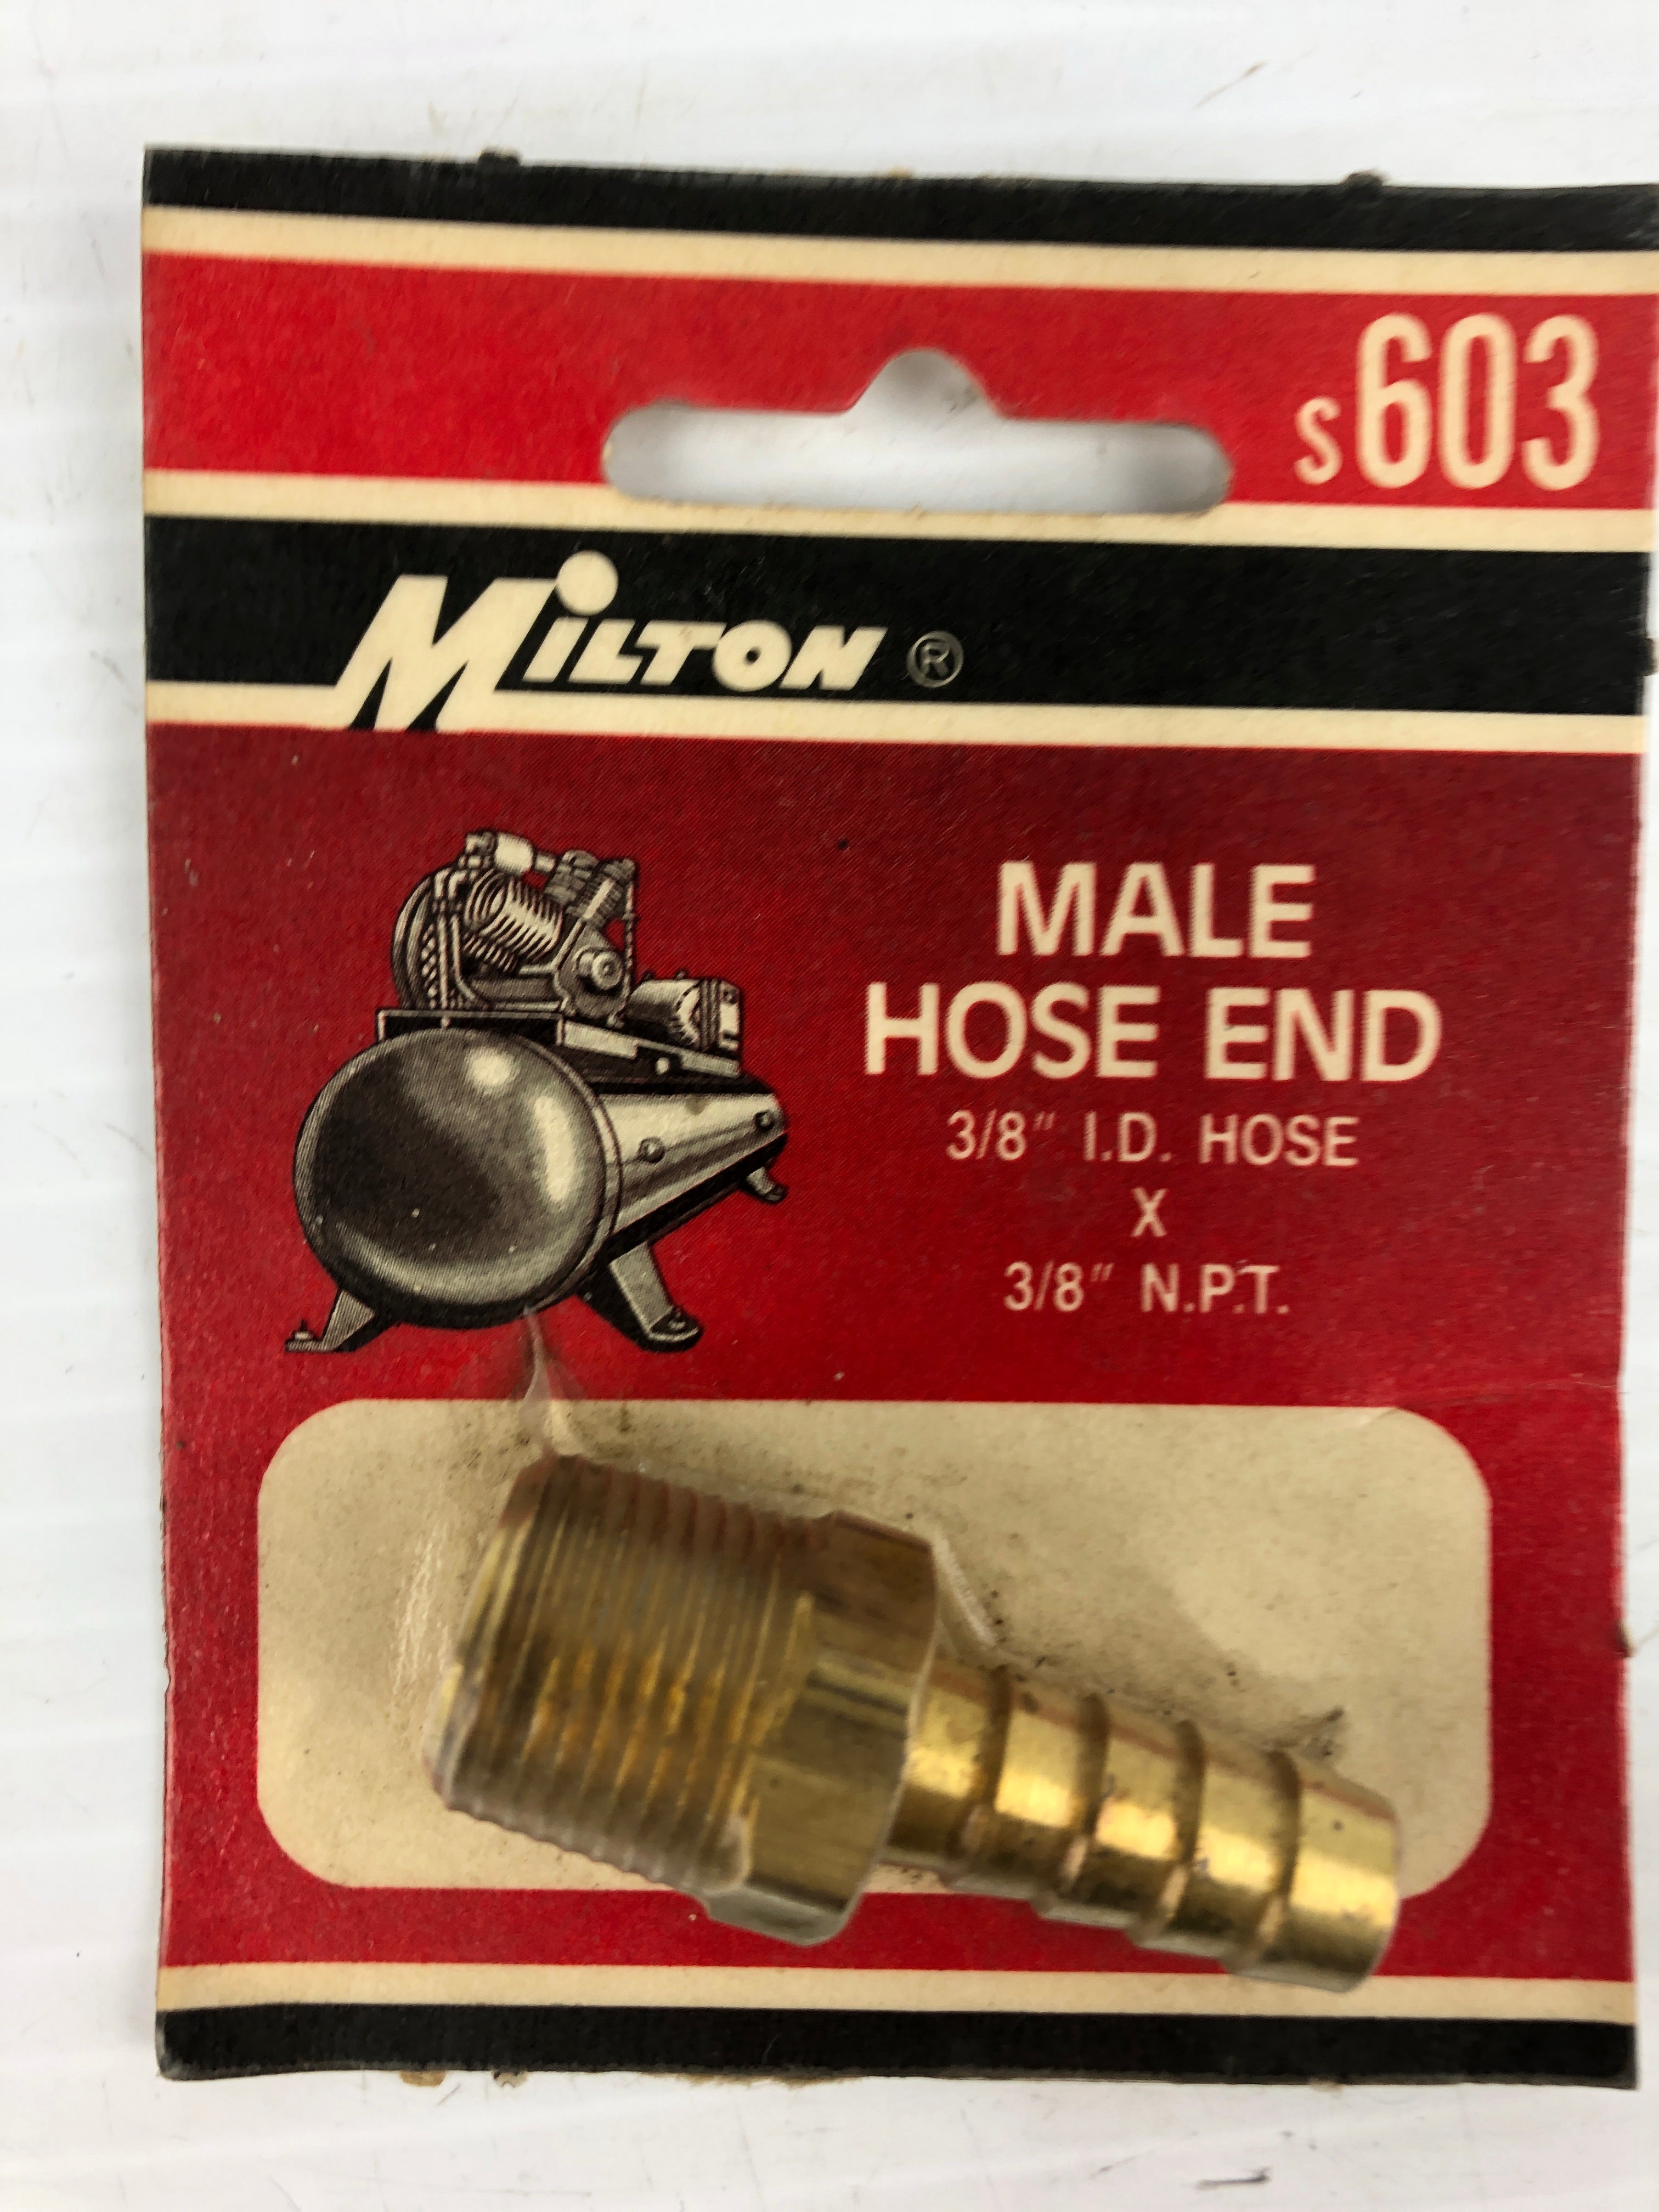 s603
MILTON ®
MALE
HOSE END
3/8" I.D. HOSE
X
3/8" N.P.T.